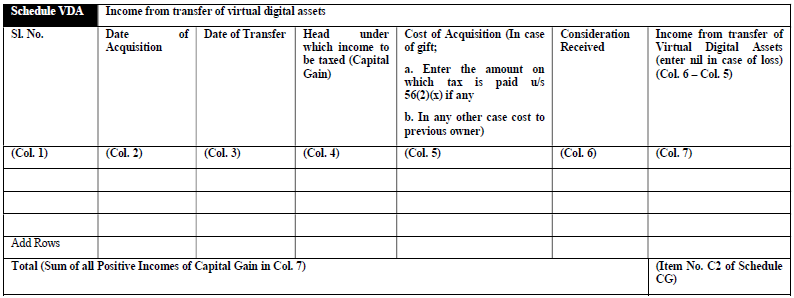 Schedule VDA
Income from transfer of virtual digital assets
Sl. No.
Date of
Acquisition
Date of Transfer
Head under
which income to
be taxed (Capital
Gain)
Cost of Acquisition (In case
of gift;
a. Enter the amount on
which tax is paid u/s
56(2)(x) if any
b. In any other case cost to
previous owner)
Consideration
Received
Income from transfer of
Virtual Digital Assets
(enter nil in case of loss)
(Col. 6 – Col. 5)
(Col. 1)
(Col. 2)
(Col. 3)
(Col. 4)
(Col. 5)
(Col. 6)
(Col. 7)
Add Rows
Total (Sum of all Positive Incomes of Capital Gain in Col. 7)
(Item No. C2 of Schedule
CG)